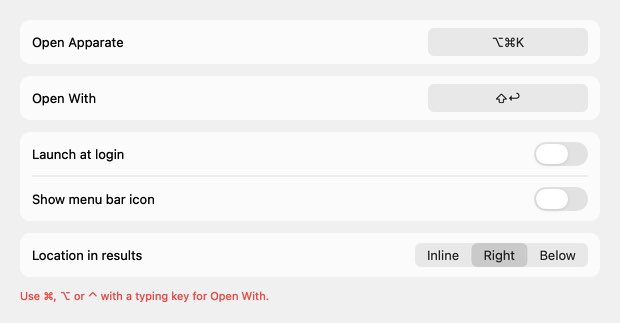 Open Apparate
⌥⌘K
Open With
⇧↩
Launch at login
Show menu bar icon
Location in results
Inline Right Below
Use ⌘, ⌥ or ⌃ with a typing key for Open With.